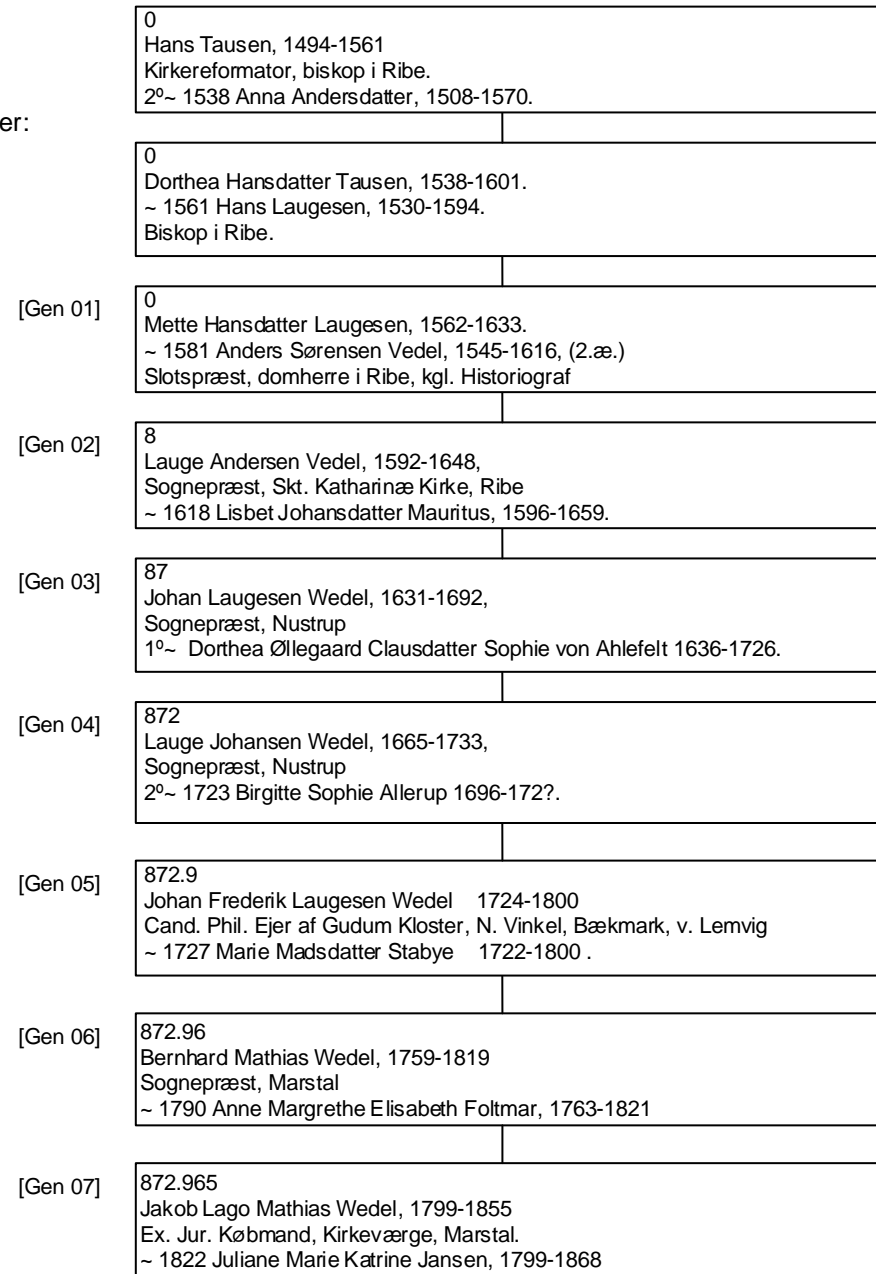 0
Hans Tausen, 1494-1561
Kirkereformator, biskop i Ribe.
2º~ 1538 Anna Andersdatter, 1508-1570.
er:
0
Dorthea Hansdatter Tausen, 1538-1601.
~ 1561 Hans Laugesen, 1530-1594.
Biskop i Ribe.
[Gen 01]
0
Mette Hansdatter Laugesen, 1562-1633.
~ 1581 Anders Sørensen Vedel, 1545-1616, (2.æ.)
Slotspræst, domherre i Ribe, kgl. Historiograf
[Gen 02]
8
Lauge Andersen Vedel, 1592-1648,
Sognepræst, Skt. Katharinæ Kirke, Ribe
~ 1618 Lisbet Johansdatter Mauritus, 1596-1659.
[Gen 03]
87
Johan Laugesen Wedel, 1631-1692,
Sognepræst, Nustrup
1º~ Dorthea Øllegaard Clausdatter Sophie von Ahlefelt 1636-1726.
[Gen 04]
872
Lauge Johansen Wedel, 1665-1733,
Sognepræst, Nustrup
2º~ 1723 Birgitte Sophie Allerup 1696-172?.
[Gen 05]
872.9
Johan Frederik Laugesen Wedel 1724-1800
Cand. Phil. Ejer af Gudum Kloster, N. Vinkel, Bækmark, v. Lemvig
~ 1727 Marie Madsdatter Stabye 1722-1800 .
[Gen 06]
872.96
Bernhard Mathias Wedel, 1759-1819
Sognepræst, Marstal
~ 1790 Anne Margrethe Elisabeth Foltmar, 1763-1821
[Gen 07]
872.965
Jakob Lago Mathias Wedel, 1799-1855
Ex. Jur. Købmand, Kirkeværge, Marstal.
~ 1822 Juliane Marie Katrine Jansen, 1799-1868